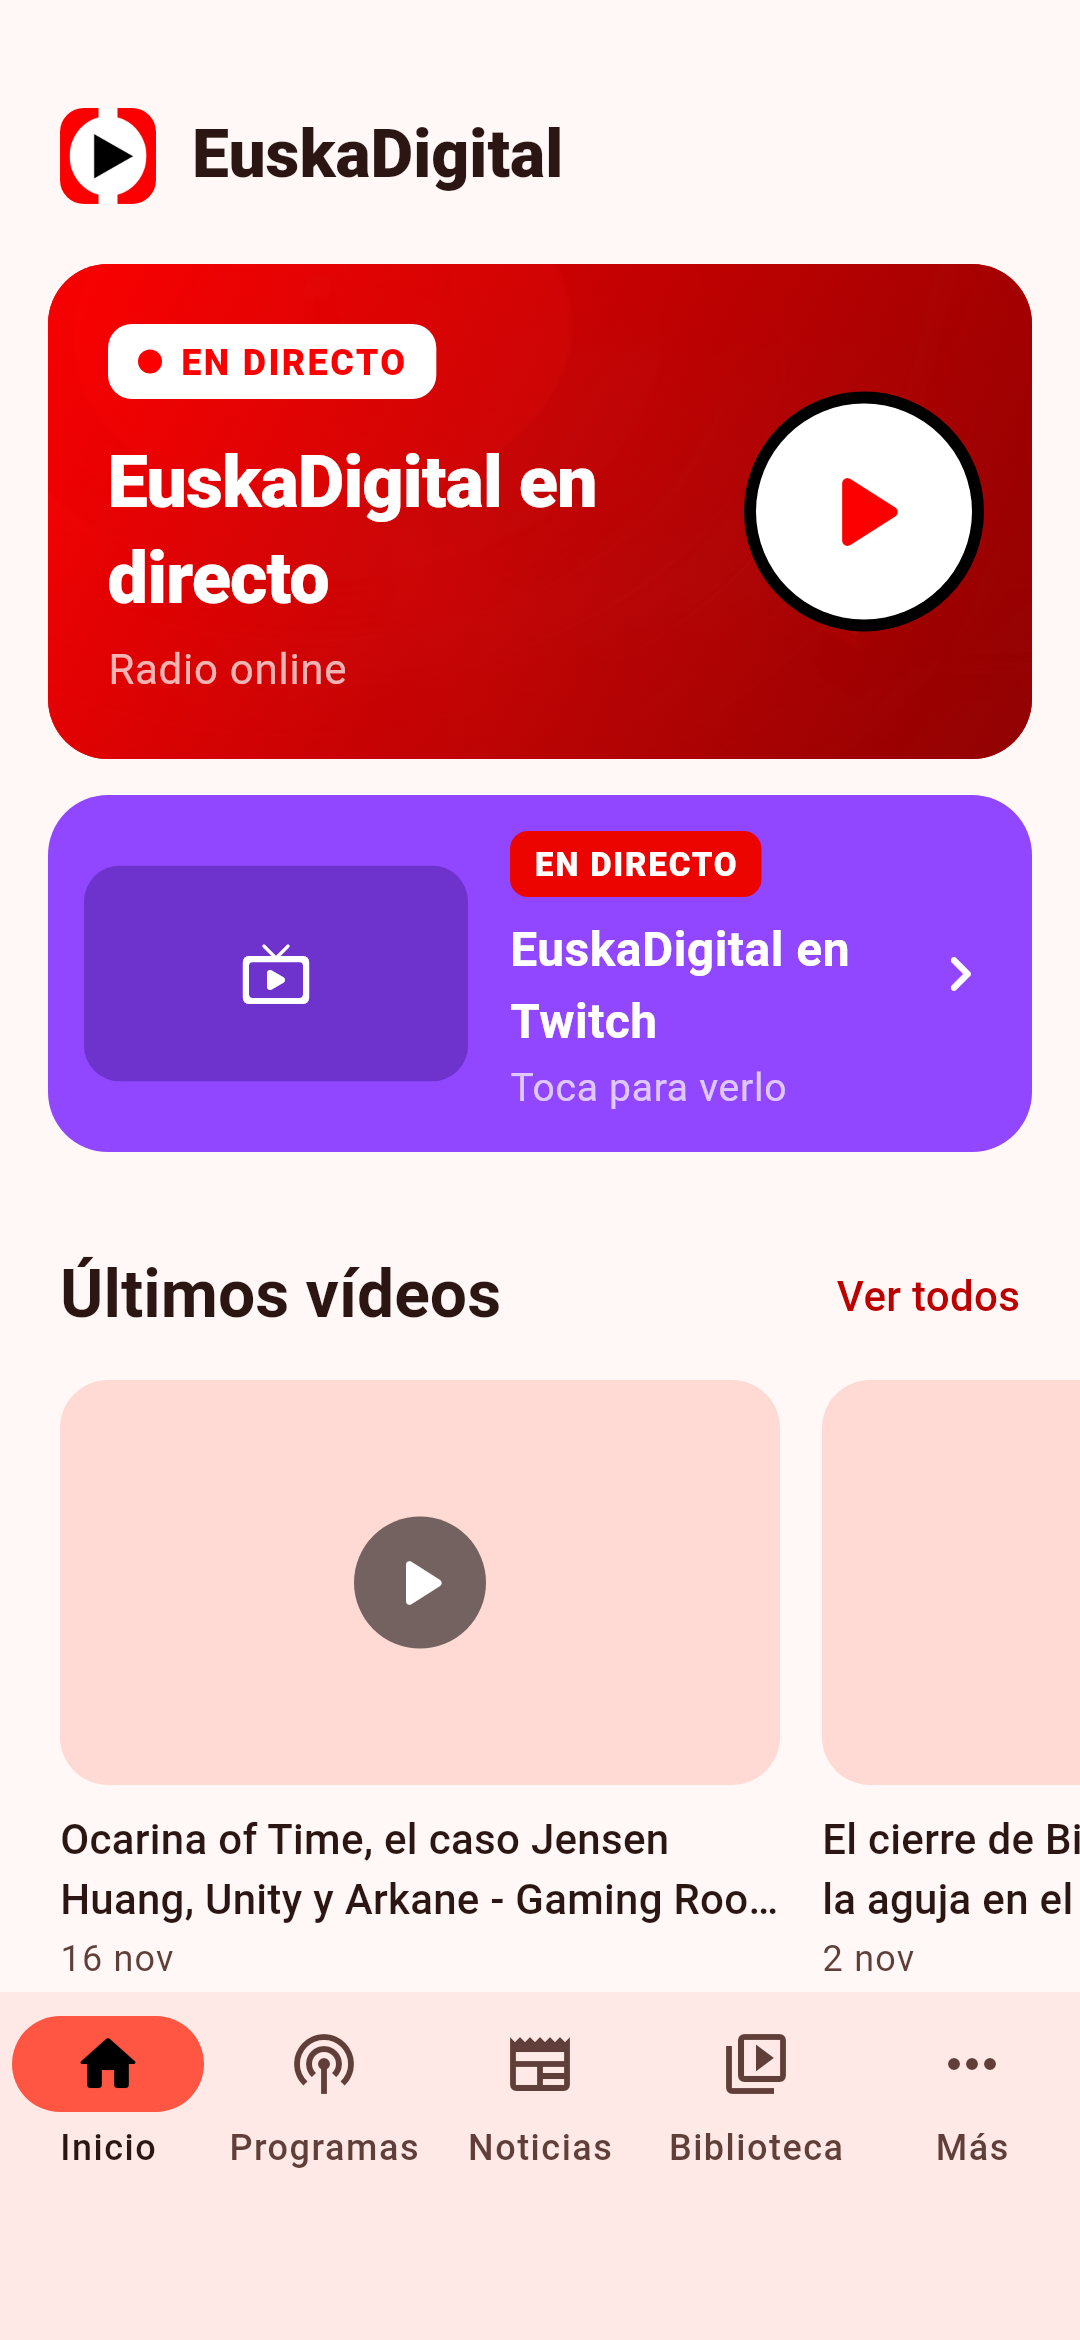 EuskaDigital
EN DIRECTO
EuskaDigital en
directo
Radio online
EN DIRECTO
EuskaDigital en
Twitch
Toca para verlo
Últimos vídeos
Ver todos
Ocarina of Time, el caso Jensen
Huang, Unity y Arkane - Gaming Roo…
16 nov
El cierre de Bi
la aguja en el
2 nov
Inicio
Programas
Noticias
Biblioteca
Más